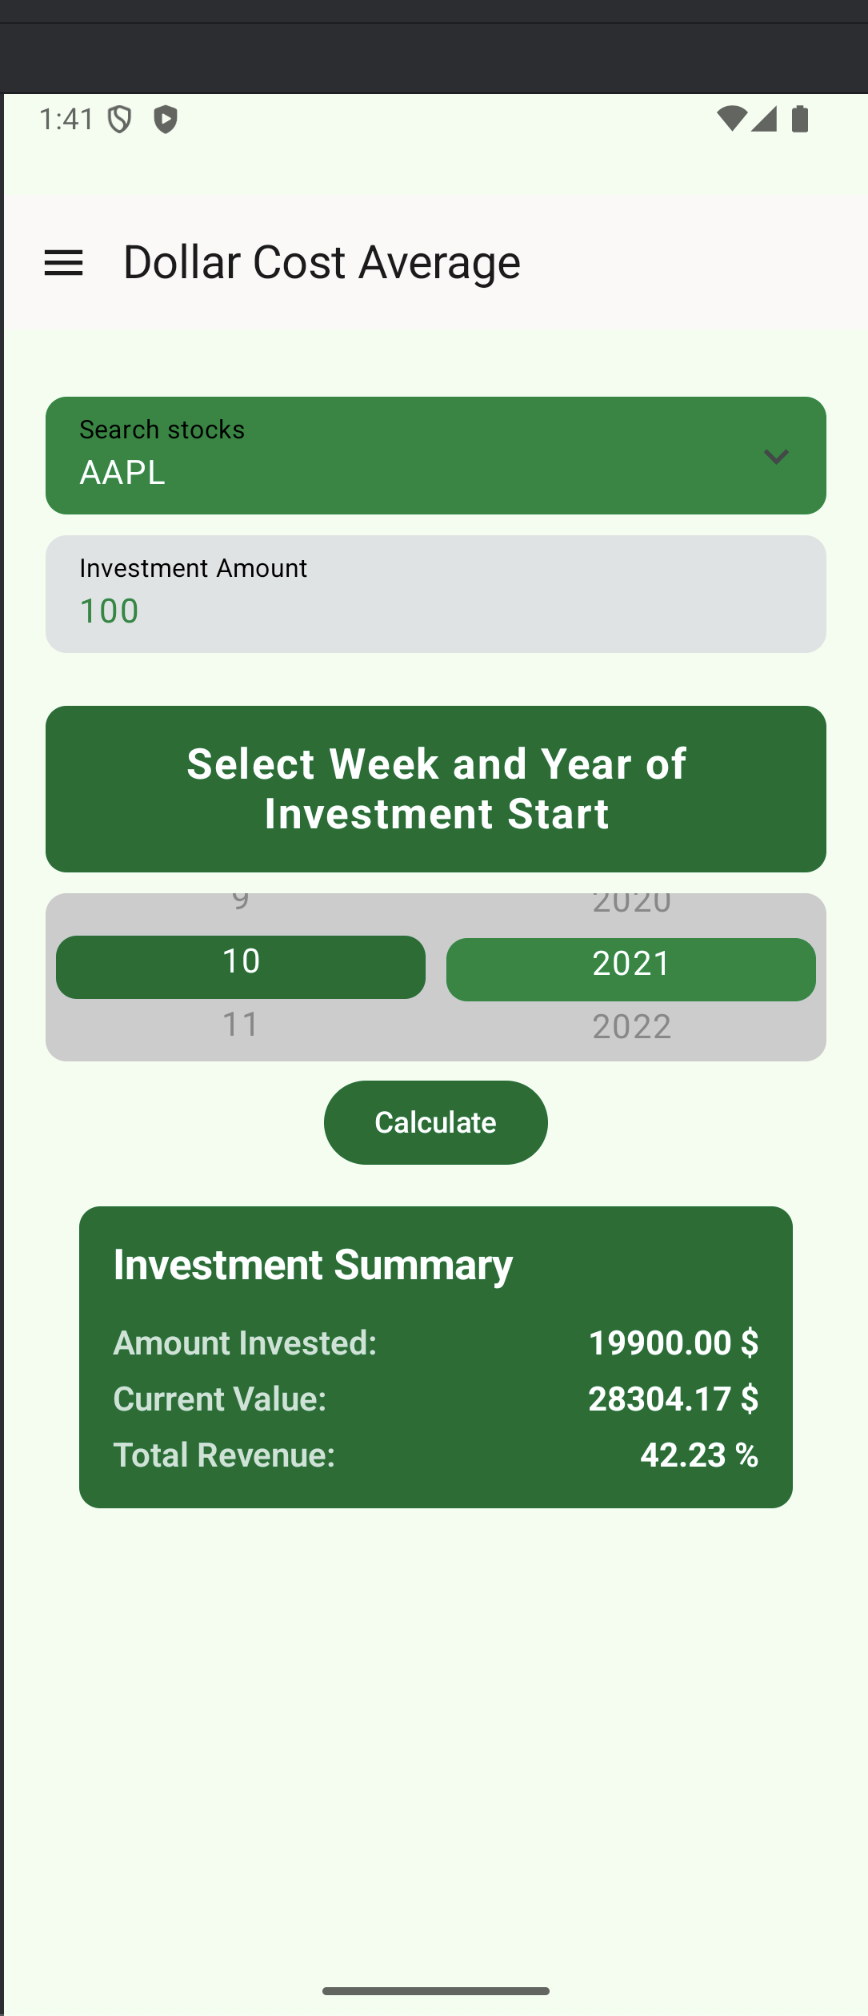 1:41
Dollar Cost Average
Search stocks
AAPL
Investment Amount
100
Select Week and Year of
Investment Start
9 2020
10 2021
11 2022
Calculate
Investment Summary
Amount Invested: 19900.00 $
Current Value: 28304.17 $
Total Revenue: 42.23 %